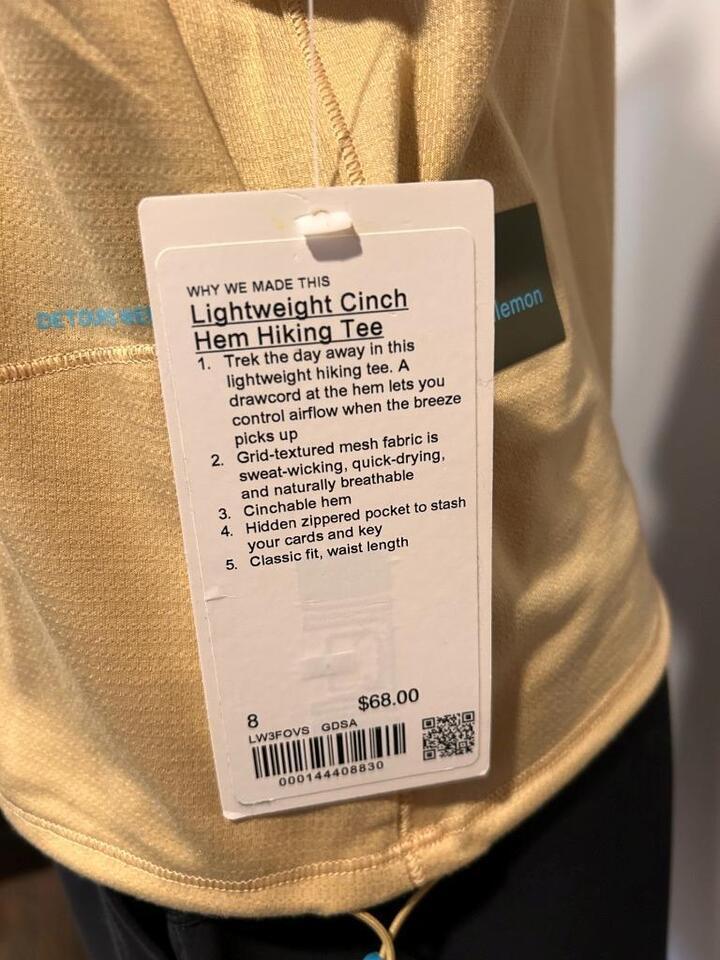 WHY WE MADE THIS
Lightweight Cinch
Hem Hiking Tee
1. Trek the day away in this
lightweight hiking tee. A
drawcord at the hem lets you
control airflow when the breeze
picks up
2. Grid-textured mesh fabric is
sweat-wicking, quick-drying,
and naturally breathable
3. Cinchable hem
4. Hidden zippered pocket to stash
your cards and key
5. Classic fit, waist length
8 $68.00
LW3FOVS GDSA
000144408830
lemon